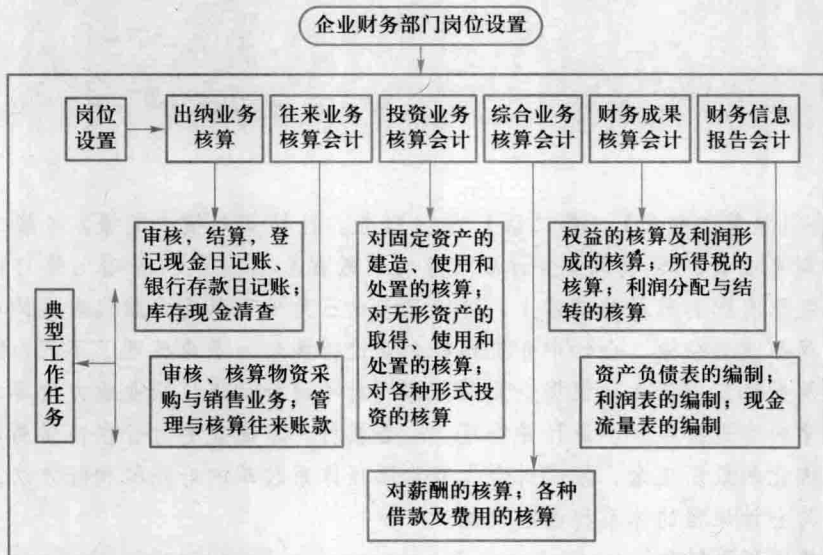 企业财务部门岗位设置
岗位
设置
出纳业务
核算
往来业务
核算会计
投资业务
核算会计
综合业务
核算会计
财务成果
核算会计
财务信息
报告会计
审核，结算，登
记现金日记账、
银行存款日记账；
库存现金清查
对固定资产的
建造、使用和
处置的核算；
对无形资产的
取得、使用和
处置的核算；
对各种形式投
资的核算
权益的核算及利润形
成的核算；所得税的
核算；利润分配与结
转的核算
典型工作任务
审核、核算物资采
购与销售业务；管
理与核算往来账款
资产负债表的编制；
利润表的编制；现金
流量表的编制
对薪酬的核算；各种
借款及费用的核算